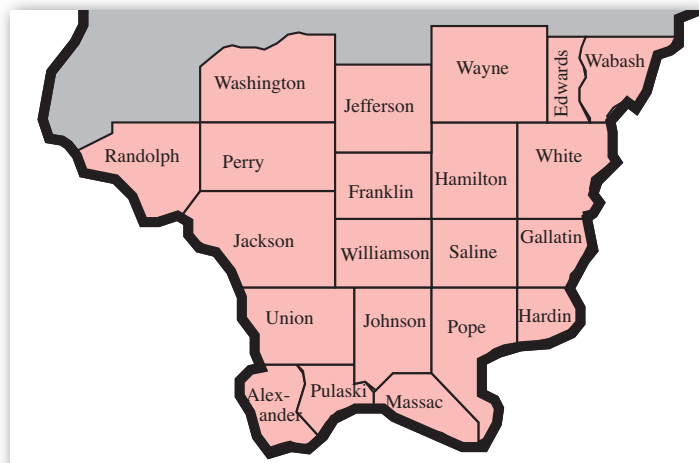 Wayne
Edwards
Wabash
Washington
Jefferson
Randolph
Perry
Franklin
Hamilton
White
Jackson
Williamson
Saline
Gallatin
Union
Johnson
Pope
Hardin
Alex-
ander
Pulaski
Massac